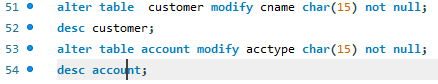 51 alter table  customer modify cname char(15) not null;
52 desc customer;
53 alter table account modify acctype char(15) not null;
54 desc account;